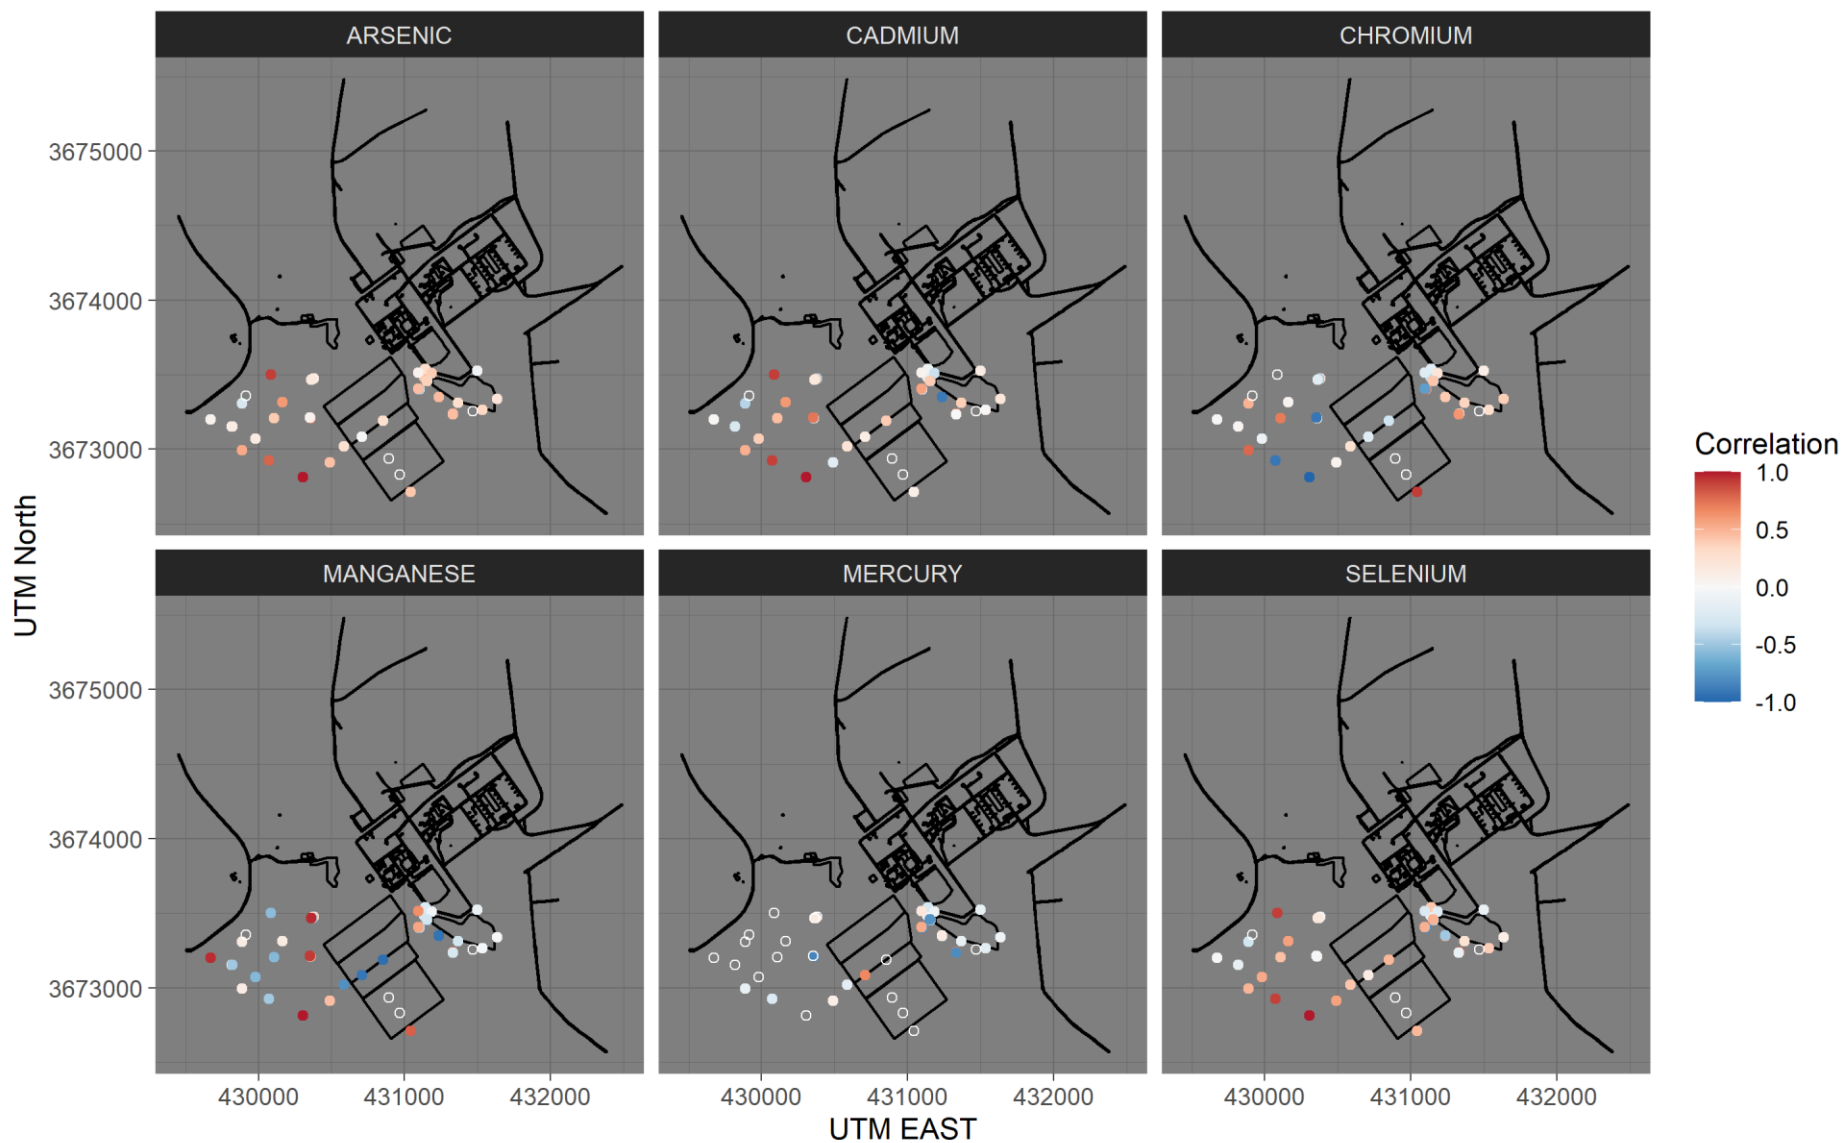 ARSENIC CADMIUM CHROMIUM
3675000
3674000
3673000
MANGANESE MERCURY SELENIUM
3675000
3674000
3673000
430000 431000 432000 430000 431000 432000 430000 431000 432000
UTM EAST
UTM North
Correlation
1.0
0.5
0.0
-0.5
-1.0